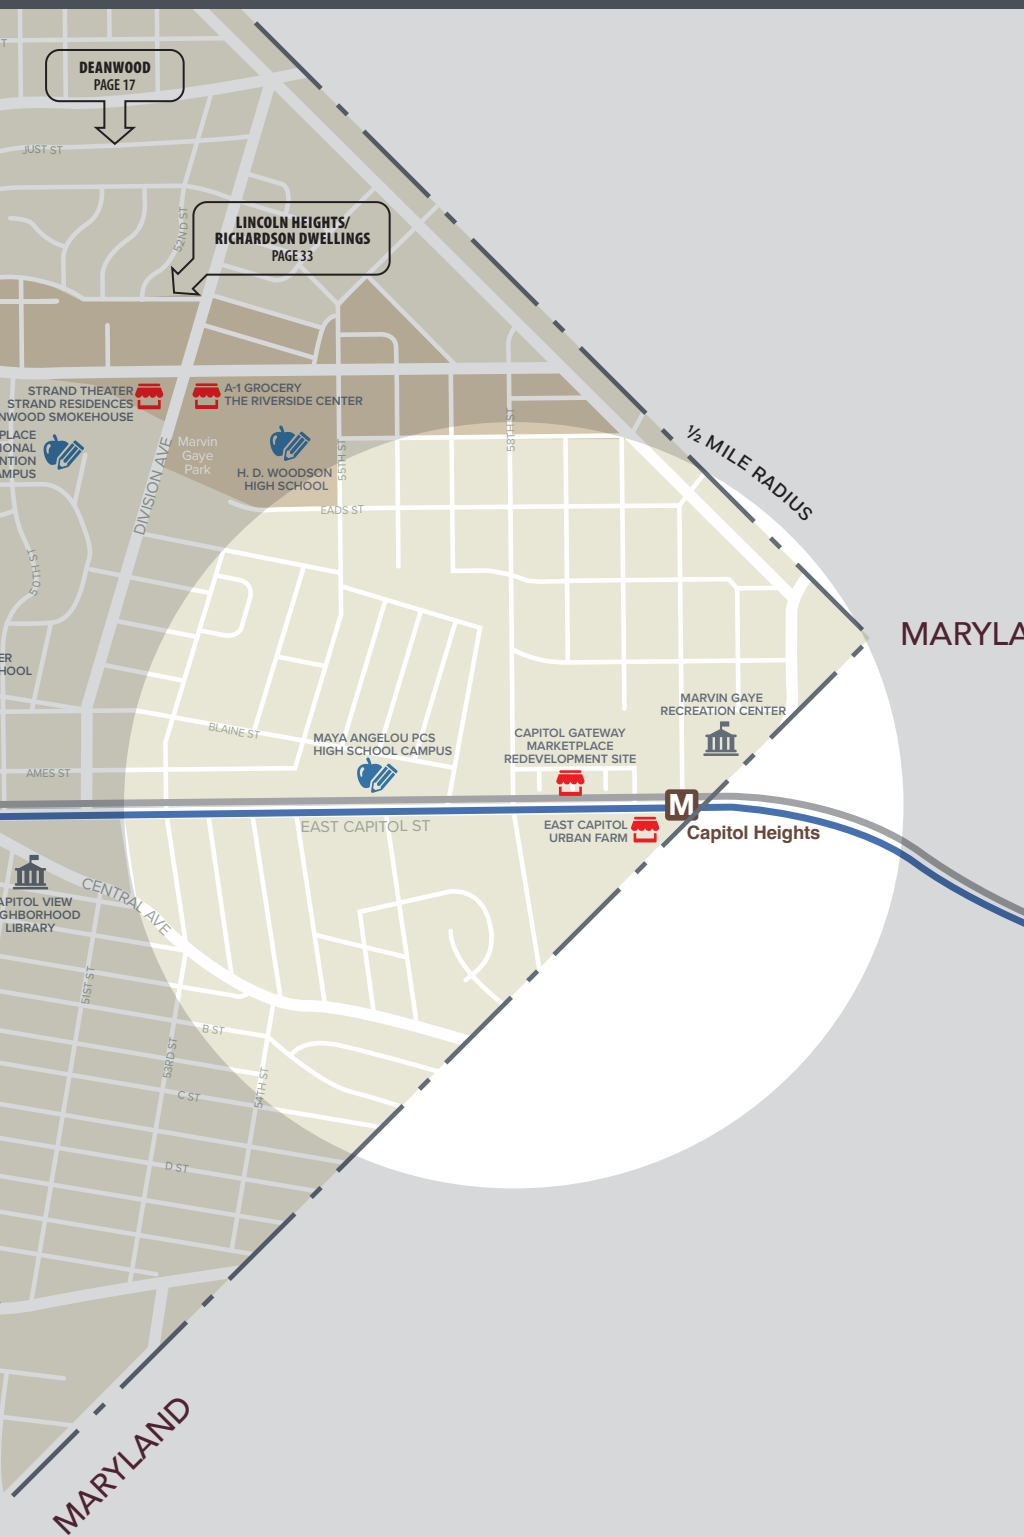 T
DEANWOOD
PAGE 17
JUST ST
52ND ST
LINCOLN HEIGHTS/
RICHARDSON DWELLINGS
PAGE 33
STRAND THEATER
STRAND RESIDENCES
NWOOD SMOKEHOUSE
A-1 GROCERY
THE RIVERSIDE CENTER
PLACE
IONAL
NTION
AMPUS
DIVISION AVE
Marvin
Gaye
Park
H. D. WOODSON
HIGH SCHOOL
55TH ST
58TH ST
½ MILE RADIUS
EADS ST
50TH ST
MARYLA
ER
HOOL
BLAINE ST
MAYA ANGELOU PCS
HIGH SCHOOL CAMPUS
CAPITOL GATEWAY
MARKETPLACE
REDEVELOPMENT SITE
MARVIN GAYE
RECREATION CENTER
AMES ST
EAST CAPITOL ST
EAST CAPITOL
URBAN FARM
M
Capitol Heights
CENTRAL AVE
APITOL VIEW
GHBORHOOD
LIBRARY
51ST ST
B ST
53RD ST
54TH ST
C ST
D ST
MARYLAND